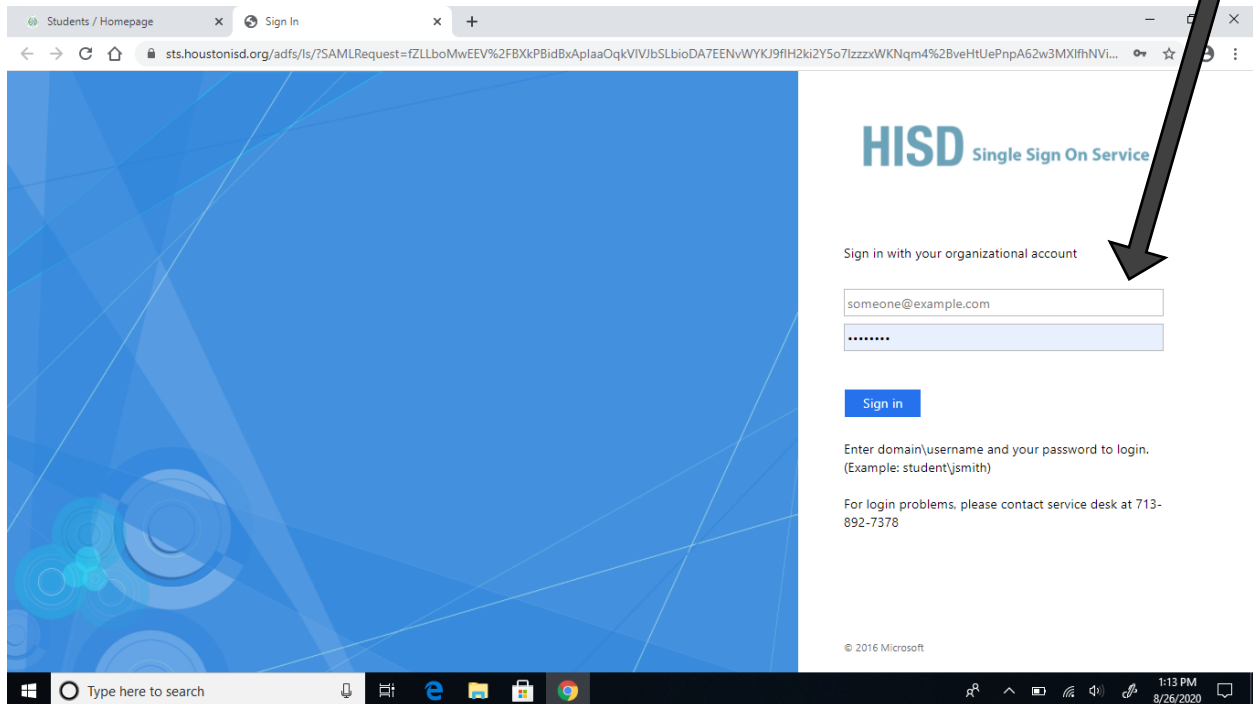 Students / Homepage
Sign In
sts.houstonisd.org/adfs/ls/?SAMLRequest=fZLLboMwEEV%2FBXkPBidBxApIaaOqkVIVJbSLbioDA7EENvWYKJ9flH2ki2Y5o7lzzzxWKNqm4%2BveHtUePnpA62w3MXIfhNVi...
HISD Single Sign On Service
Sign in with your organizational account
someone@example.com
••••••••
Sign in
Enter domain\username and your password to login.
(Example: student\jsmith)
For login problems, please contact service desk at 713-
892-7378
© 2016 Microsoft
Type here to search
1:13 PM
8/26/2020